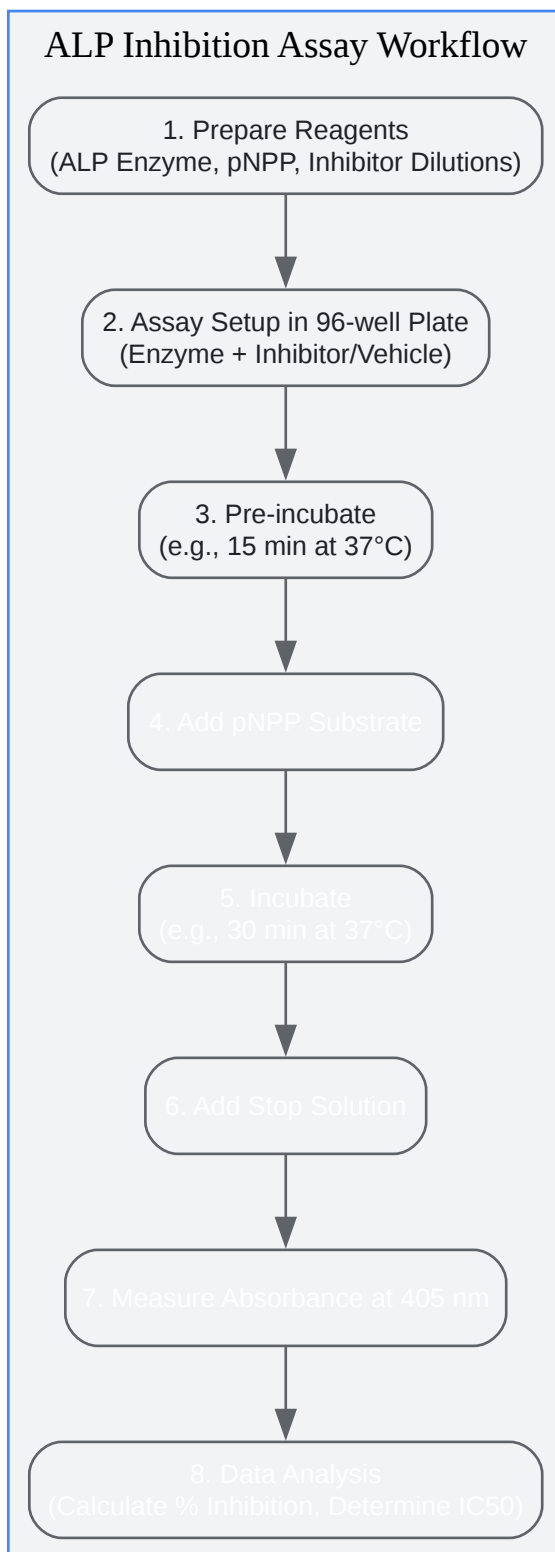 ALP Inhibition Assay Workflow
1. Prepare Reagents
(ALP Enzyme, pNPP, Inhibitor Dilutions)
2. Assay Setup in 96-well Plate
(Enzyme + Inhibitor/Vehicle)
3. Pre-incubate
(e.g., 15 min at 37°C)
4. Add pNPP Substrate
5. Incubate
(e.g., 30 min at 37°C)
6. Add Stop Solution
7. Measure Absorbance at 405 nm
8. Data Analysis
(Calculate % Inhibition, Determine IC50)